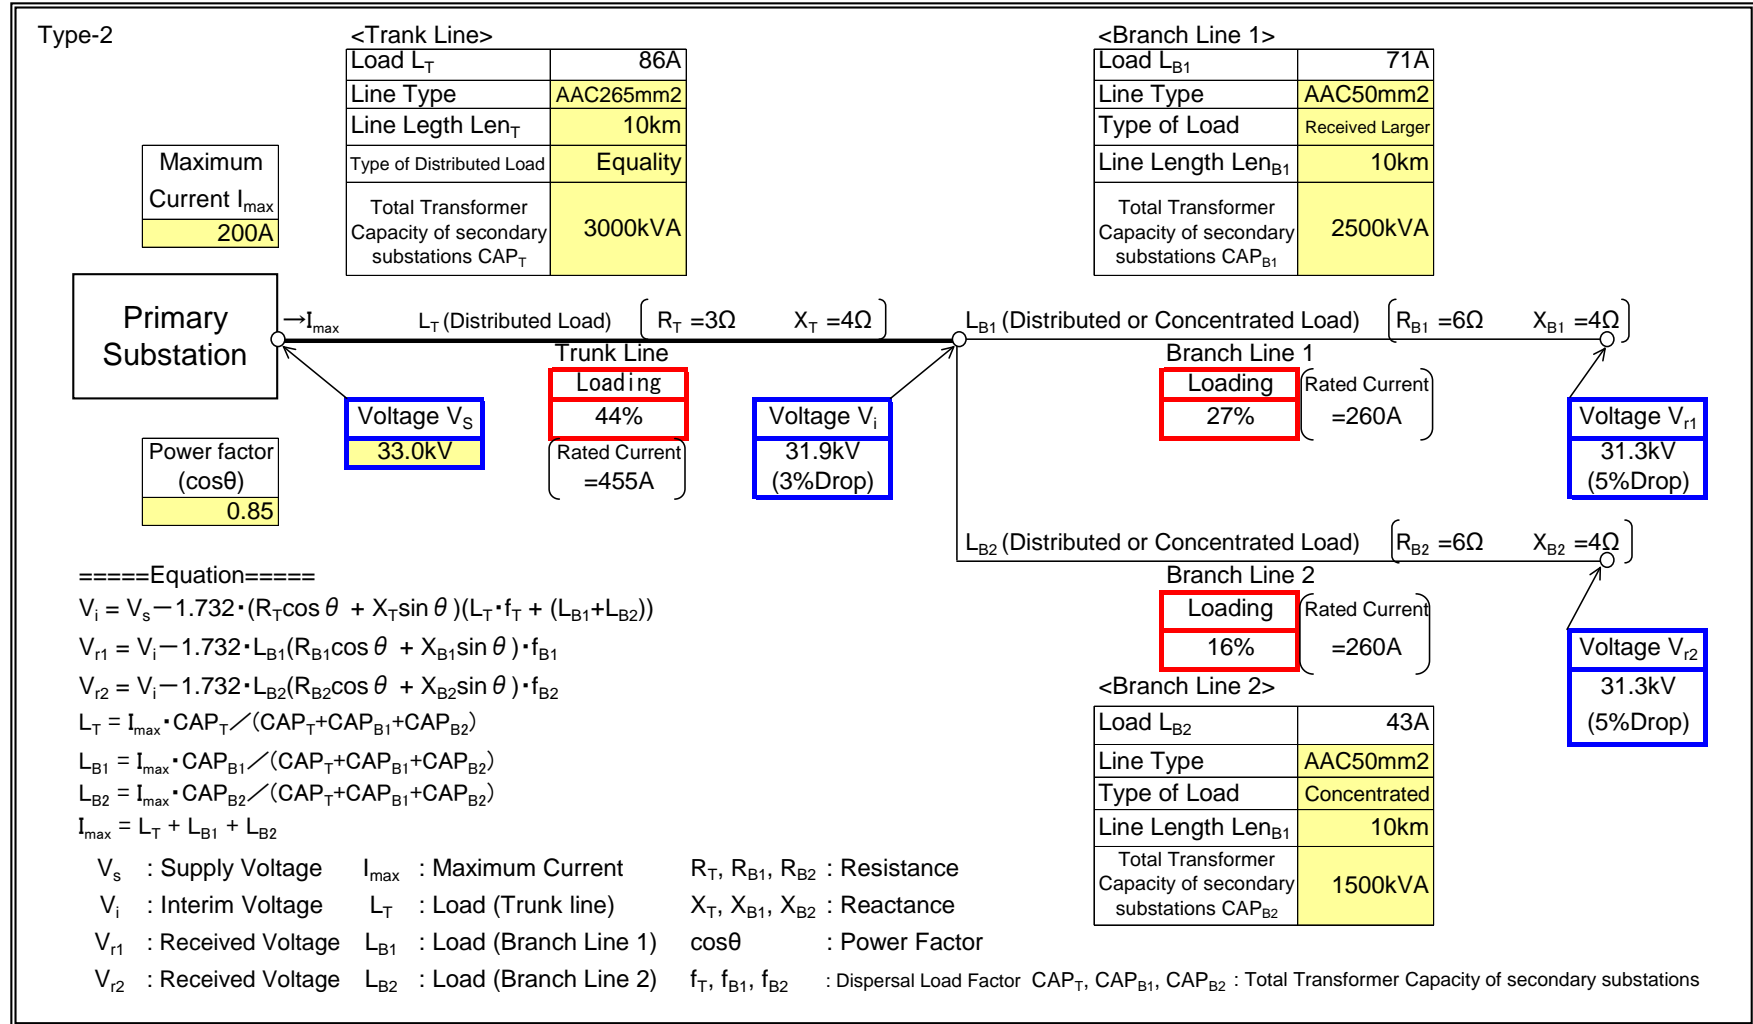 Type-2
<Trank Line>
Load LT 86A
Line Type AAC265mm2
Line Legth LenT 10km
Type of Distributed Load Equality
Total Transformer
Capacity of secondary
substations CAPT
3000kVA
<Branch Line 1>
Load LB1 71A
Line Type AAC50mm2
Type of Load Received Larger
Line Length LenB1 10km
Total Transformer
Capacity of secondary
substations CAPB1
2500kVA
Maximum
Current Imax
200A
Primary
Substation
→Imax
LT (Distributed Load) RT =3Ω XT =4Ω
LB1 (Distributed or Concentrated Load) RB1 =6Ω XB1 =4Ω
Trunk Line
Loading
44%
Rated Current
=455A
Voltage VS
33.0kV
Voltage Vi
31.9kV
(3%Drop)
Branch Line 1
Loading
27%
Rated Current
=260A
Voltage Vr1
31.3kV
(5%Drop)
Power factor
(cosθ)
0.85
LB2 (Distributed or Concentrated Load) RB2 =6Ω XB2 =4Ω
Branch Line 2
Loading
16%
Rated Current
=260A
Voltage Vr2
31.3kV
(5%Drop)
<Branch Line 2>
Load LB2 43A
Line Type AAC50mm2
Type of Load Concentrated
Line Length LenB1 10km
Total Transformer
Capacity of secondary
substations CAPB2
1500kVA
=====Equation=====
Vi = Vs－1.732・(RTcosθ + XTsinθ)(LT・fT + (LB1+LB2))
Vr1 = Vi－1.732・LB1(RB1cosθ + XB1sinθ)・fB1
Vr2 = Vi－1.732・LB2(RB2cosθ + XB2sinθ)・fB2
LT = Imax・CAPT／(CAPT+CAPB1+CAPB2)
LB1 = Imax・CAPB1／(CAPT+CAPB1+CAPB2)
LB2 = Imax・CAPB2／(CAPT+CAPB1+CAPB2)
Imax = LT + LB1 + LB2
Vs : Supply Voltage Imax : Maximum Current RT, RB1, RB2 : Resistance
Vi : Interim Voltage LT : Load (Trunk line) XT, XB1, XB2 : Reactance
Vr1 : Received Voltage LB1 : Load (Branch Line 1) cosθ : Power Factor
Vr2 : Received Voltage LB2 : Load (Branch Line 2) fT, fB1, fB2 : Dispersal Load Factor CAPT, CAPB1, CAPB2 : Total Transformer Capacity of secondary substations